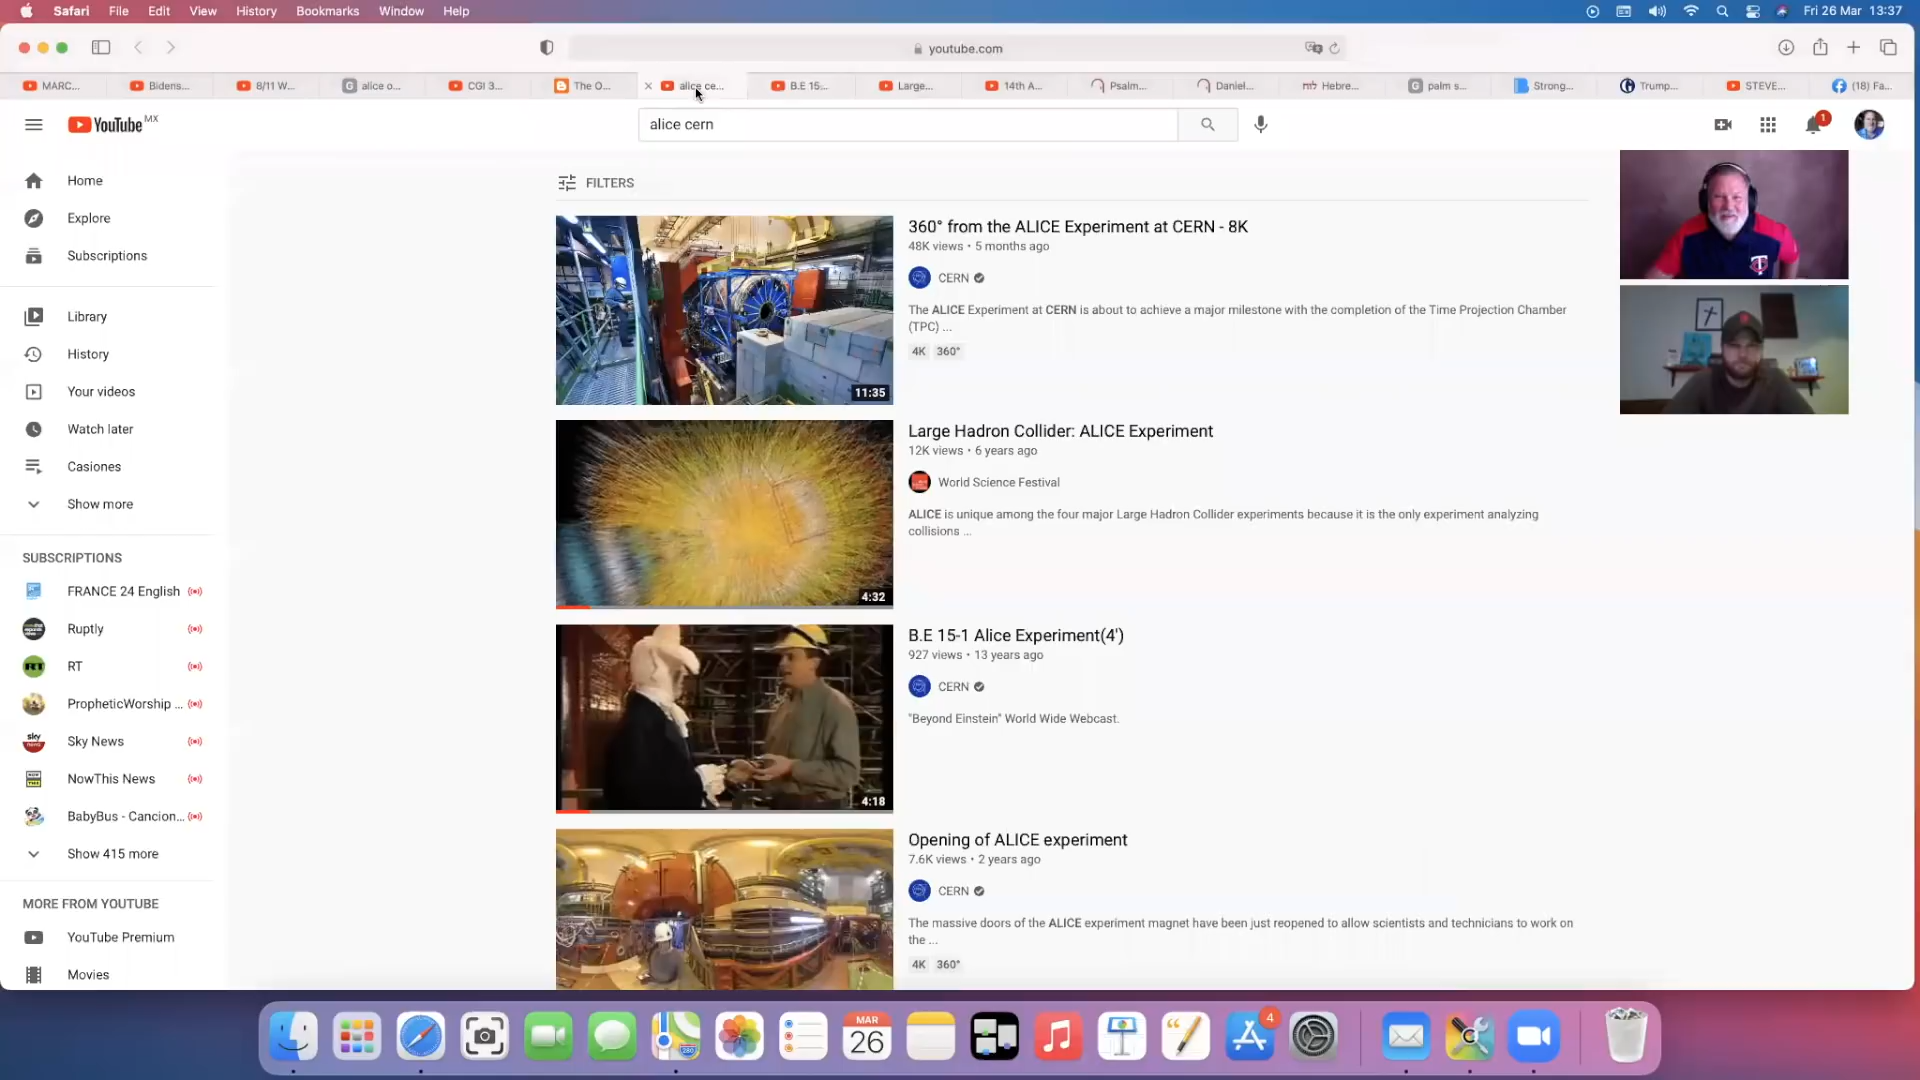 Safari File Edit View History Bookmarks Window Help Fri 26 Mar 13:37
youtube.com
MARC... Bidens... 8/11 W... alice o... CGI 3... The O... alice ce... B.E 15-... Large... 14th A... Psalm... Daniel... Hebre... palm s... Strong... Trump... STEVE... (18) Fa...
YouTube MX
alice cern
1
Home
Explore
Subscriptions
Library
History
Your videos
Watch later
Casiones
Show more
SUBSCRIPTIONS
FRANCE 24 English
Ruptly
RT
PropheticWorship ...
Sky News
NowThis News
BabyBus - Cancion...
Show 415 more
MORE FROM YOUTUBE
YouTube Premium
Movies
FILTERS
11:35
360° from the ALICE Experiment at CERN - 8K
48K views • 5 months ago
CERN
The ALICE Experiment at CERN is about to achieve a major milestone with the completion of the Time Projection Chamber
(TPC) ...
4K 360°
4:32
Large Hadron Collider: ALICE Experiment
12K views • 6 years ago
World Science Festival
ALICE is unique among the four major Large Hadron Collider experiments because it is the only experiment analyzing
collisions ...
4:18
B.E 15-1 Alice Experiment(4')
927 views • 13 years ago
CERN
"Beyond Einstein" World Wide Webcast.
Opening of ALICE experiment
7.6K views • 2 years ago
CERN
The massive doors of the ALICE experiment magnet have been just reopened to allow scientists and technicians to work on
the ...
4K 360°
MAR
26
4